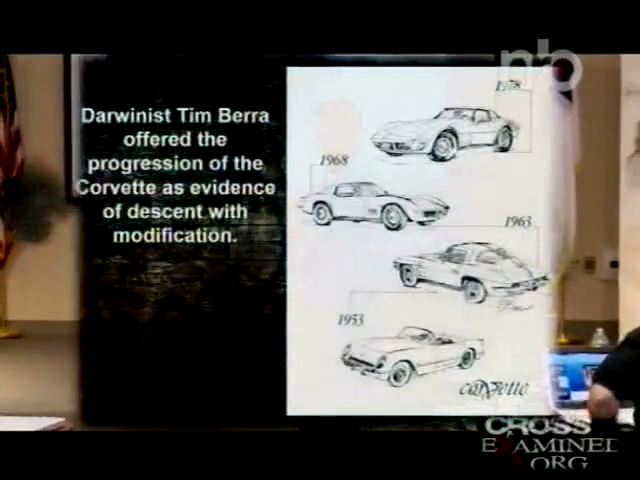 Darwinist Tim Berra
offered the
progression of the
Corvette as evidence
of descent with
modification.
1978
1968
1963
1953
Corvette
CROSS
EXAMINED
.ORG